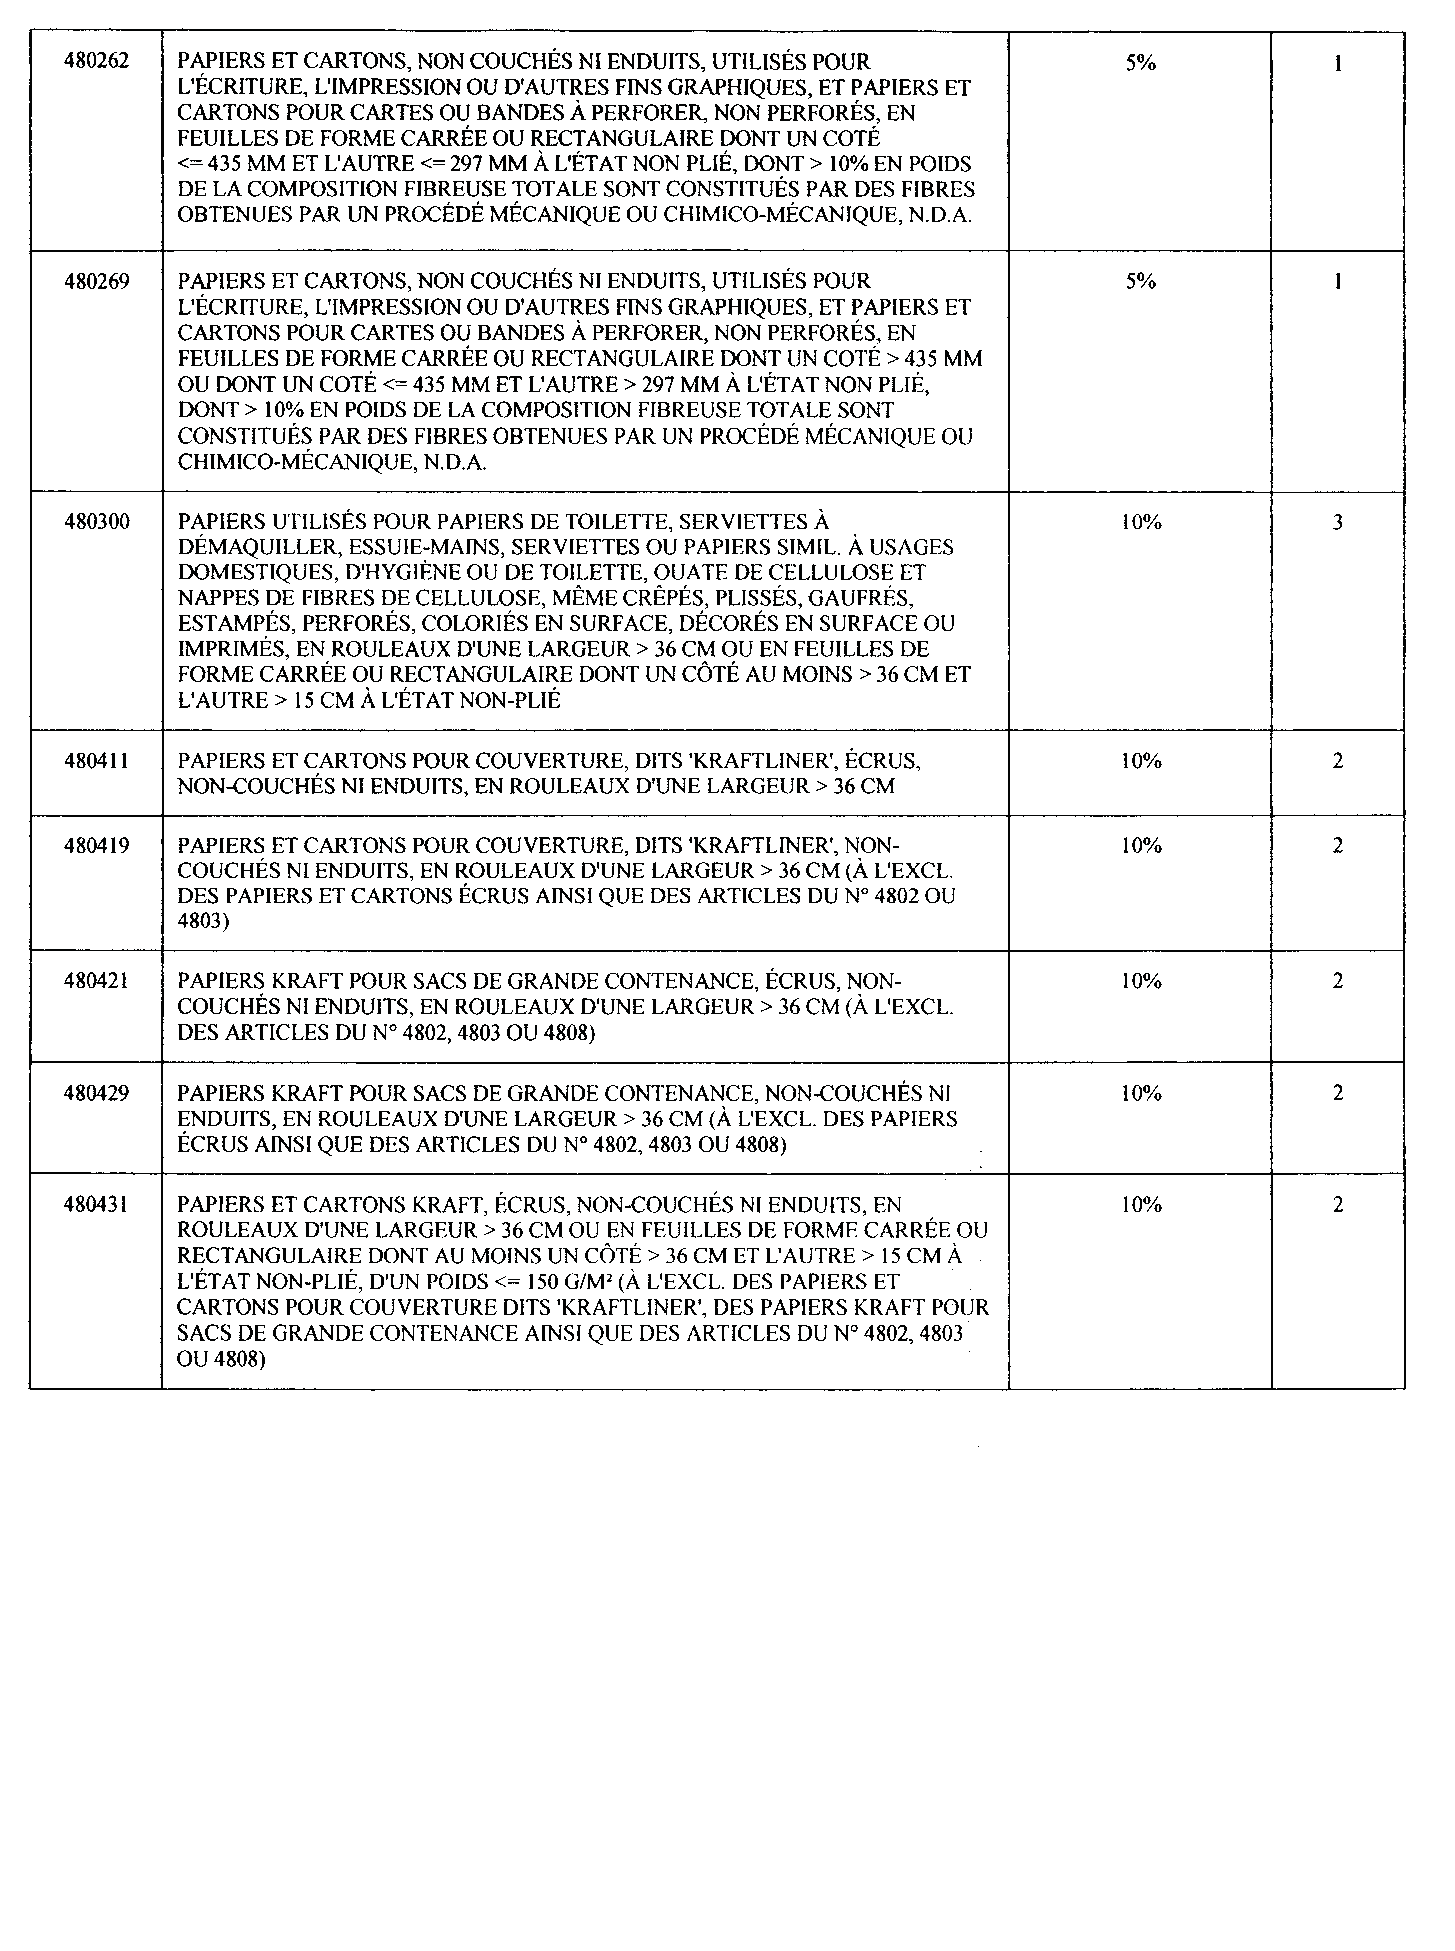 480262 PAPIERS ET CARTONS, NON COUCHÉS NI ENDUITS, UTILISÉS POUR 5% 1
L'ÉCRITURE, L'IMPRESSION OU D'AUTRES FINS GRAPHIQUES, ET PAPIERS ET
CARTONS POUR CARTES OU BANDES À PERFORER, NON PERFORÉS, EN
FEUILLES DE FORME CARRÉE OU RECTANGULAIRE DONT UN COTÉ
<= 435 MM ET L'AUTRE <= 297 MM À L'ÉTAT NON PLIÉ, DONT > 10% EN POIDS
DE LA COMPOSITION FIBREUSE TOTALE SONT CONSTITUÉS PAR DES FIBRES
OBTENUES PAR UN PROCÉDÉ MÉCANIQUE OU CHIMICO-MÉCANIQUE, N.D.A.
480269 PAPIERS ET CARTONS, NON COUCHÉS NI ENDUITS, UTILISÉS POUR 5% 1
L'ÉCRITURE, L'IMPRESSION OU D'AUTRES FINS GRAPHIQUES, ET PAPIERS ET
CARTONS POUR CARTES OU BANDES À PERFORER, NON PERFORÉS, EN
FEUILLES DE FORME CARRÉE OU RECTANGULAIRE DONT UN COTÉ > 435 MM
OU DONT UN COTÉ <= 435 MM ET L'AUTRE > 297 MM À L'ÉTAT NON PLIÉ,
DONT > 10% EN POIDS DE LA COMPOSITION FIBREUSE TOTALE SONT
CONSTITUÉS PAR DES FIBRES OBTENUES PAR UN PROCÉDÉ MÉCANIQUE OU
CHIMICO-MÉCANIQUE, N.D.A.
480300 PAPIERS UTILISÉS POUR PAPIERS DE TOILETTE, SERVIETTES À 10% 3
DÉMAQUILLER, ESSUIE-MAINS, SERVIETTES OU PAPIERS SIMIL. À USAGES
DOMESTIQUES, D'HYGIÈNE OU DE TOILETTE, OUATE DE CELLULOSE ET
NAPPES DE FIBRES DE CELLULOSE, MÊME CRÊPÉS, PLISSÉS, GAUFRÉS,
ESTAMPÉS, PERFORÉS, COLORIÉS EN SURFACE, DÉCORÉS EN SURFACE OU
IMPRIMÉS, EN ROULEAUX D'UNE LARGEUR > 36 CM OU EN FEUILLES DE
FORME CARRÉE OU RECTANGULAIRE DONT UN CÔTÉ AU MOINS > 36 CM ET
L'AUTRE > 15 CM À L'ÉTAT NON-PLIÉ
480411 PAPIERS ET CARTONS POUR COUVERTURE, DITS 'KRAFTLINER', ÉCRUS, 10% 2
NON-COUCHÉS NI ENDUITS, EN ROULEAUX D'UNE LARGEUR > 36 CM
480419 PAPIERS ET CARTONS POUR COUVERTURE, DITS 'KRAFTLINER', NON- 10% 2
COUCHÉS NI ENDUITS, EN ROULEAUX D'UNE LARGEUR > 36 CM (À L'EXCL.
DES PAPIERS ET CARTONS ÉCRUS AINSI QUE DES ARTICLES DU N° 4802 OU
4803)
480421 PAPIERS KRAFT POUR SACS DE GRANDE CONTENANCE, ÉCRUS, NON- 10% 2
COUCHÉS NI ENDUITS, EN ROULEAUX D'UNE LARGEUR > 36 CM (À L'EXCL.
DES ARTICLES DU N° 4802, 4803 OU 4808)
480429 PAPIERS KRAFT POUR SACS DE GRANDE CONTENANCE, NON-COUCHÉS NI 10% 2
ENDUITS, EN ROULEAUX D'UNE LARGEUR > 36 CM (À L'EXCL. DES PAPIERS
ÉCRUS AINSI QUE DES ARTICLES DU N° 4802, 4803 OU 4808)
480431 PAPIERS ET CARTONS KRAFT, ÉCRUS, NON-COUCHÉS NI ENDUITS, EN 10% 2
ROULEAUX D'UNE LARGEUR > 36 CM OU EN FEUILLES DE FORME CARRÉE OU
RECTANGULAIRE DONT AU MOINS UN CÔTÉ > 36 CM ET L'AUTRE > 15 CM À
L'ÉTAT NON-PLIÉ, D'UN POIDS <= 150 G/M² (À L'EXCL. DES PAPIERS ET
CARTONS POUR COUVERTURE DITS 'KRAFTLINER', DES PAPIERS KRAFT POUR
SACS DE GRANDE CONTENANCE AINSI QUE DES ARTICLES DU N° 4802, 4803
OU 4808)